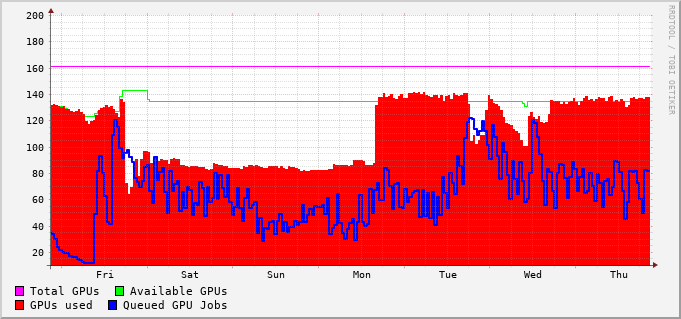 RRDTOOL / TOBI OETIKER
200
180
160
140
120
100
80
60
40
20
Fri Sat Sun Mon Tue Wed Thu
Total GPUs Available GPUs
GPUs used Queued GPU Jobs